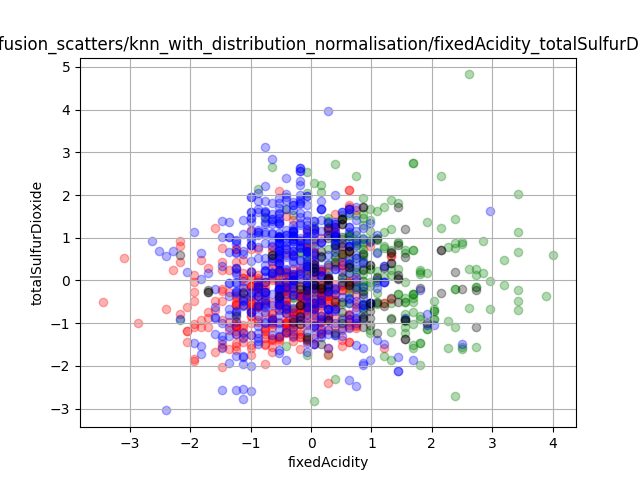 fusion_scatters/knn_with_distribution_normalisation/fixedAcidity_totalSulfurD
5
4
3
2
1
0
−1
−2
−3
totalSulfurDioxide
−3 −2 −1 0 1 2 3 4
fixedAcidity